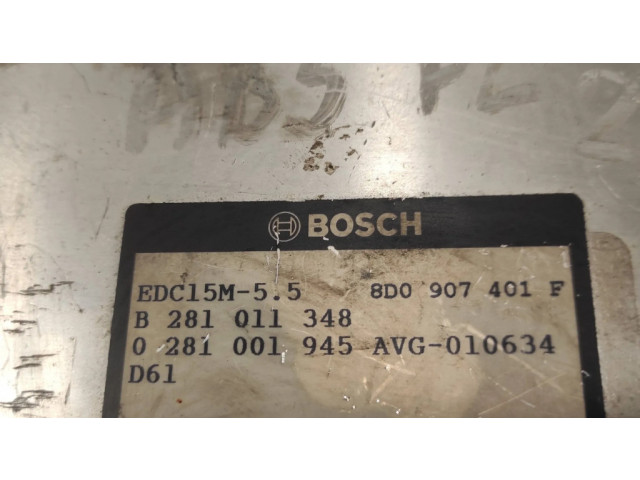 BOSCH
EDC15M-5.5 8D0 907 401 F
B 281 011 348
0 281 001 945 AVG-010634
D61